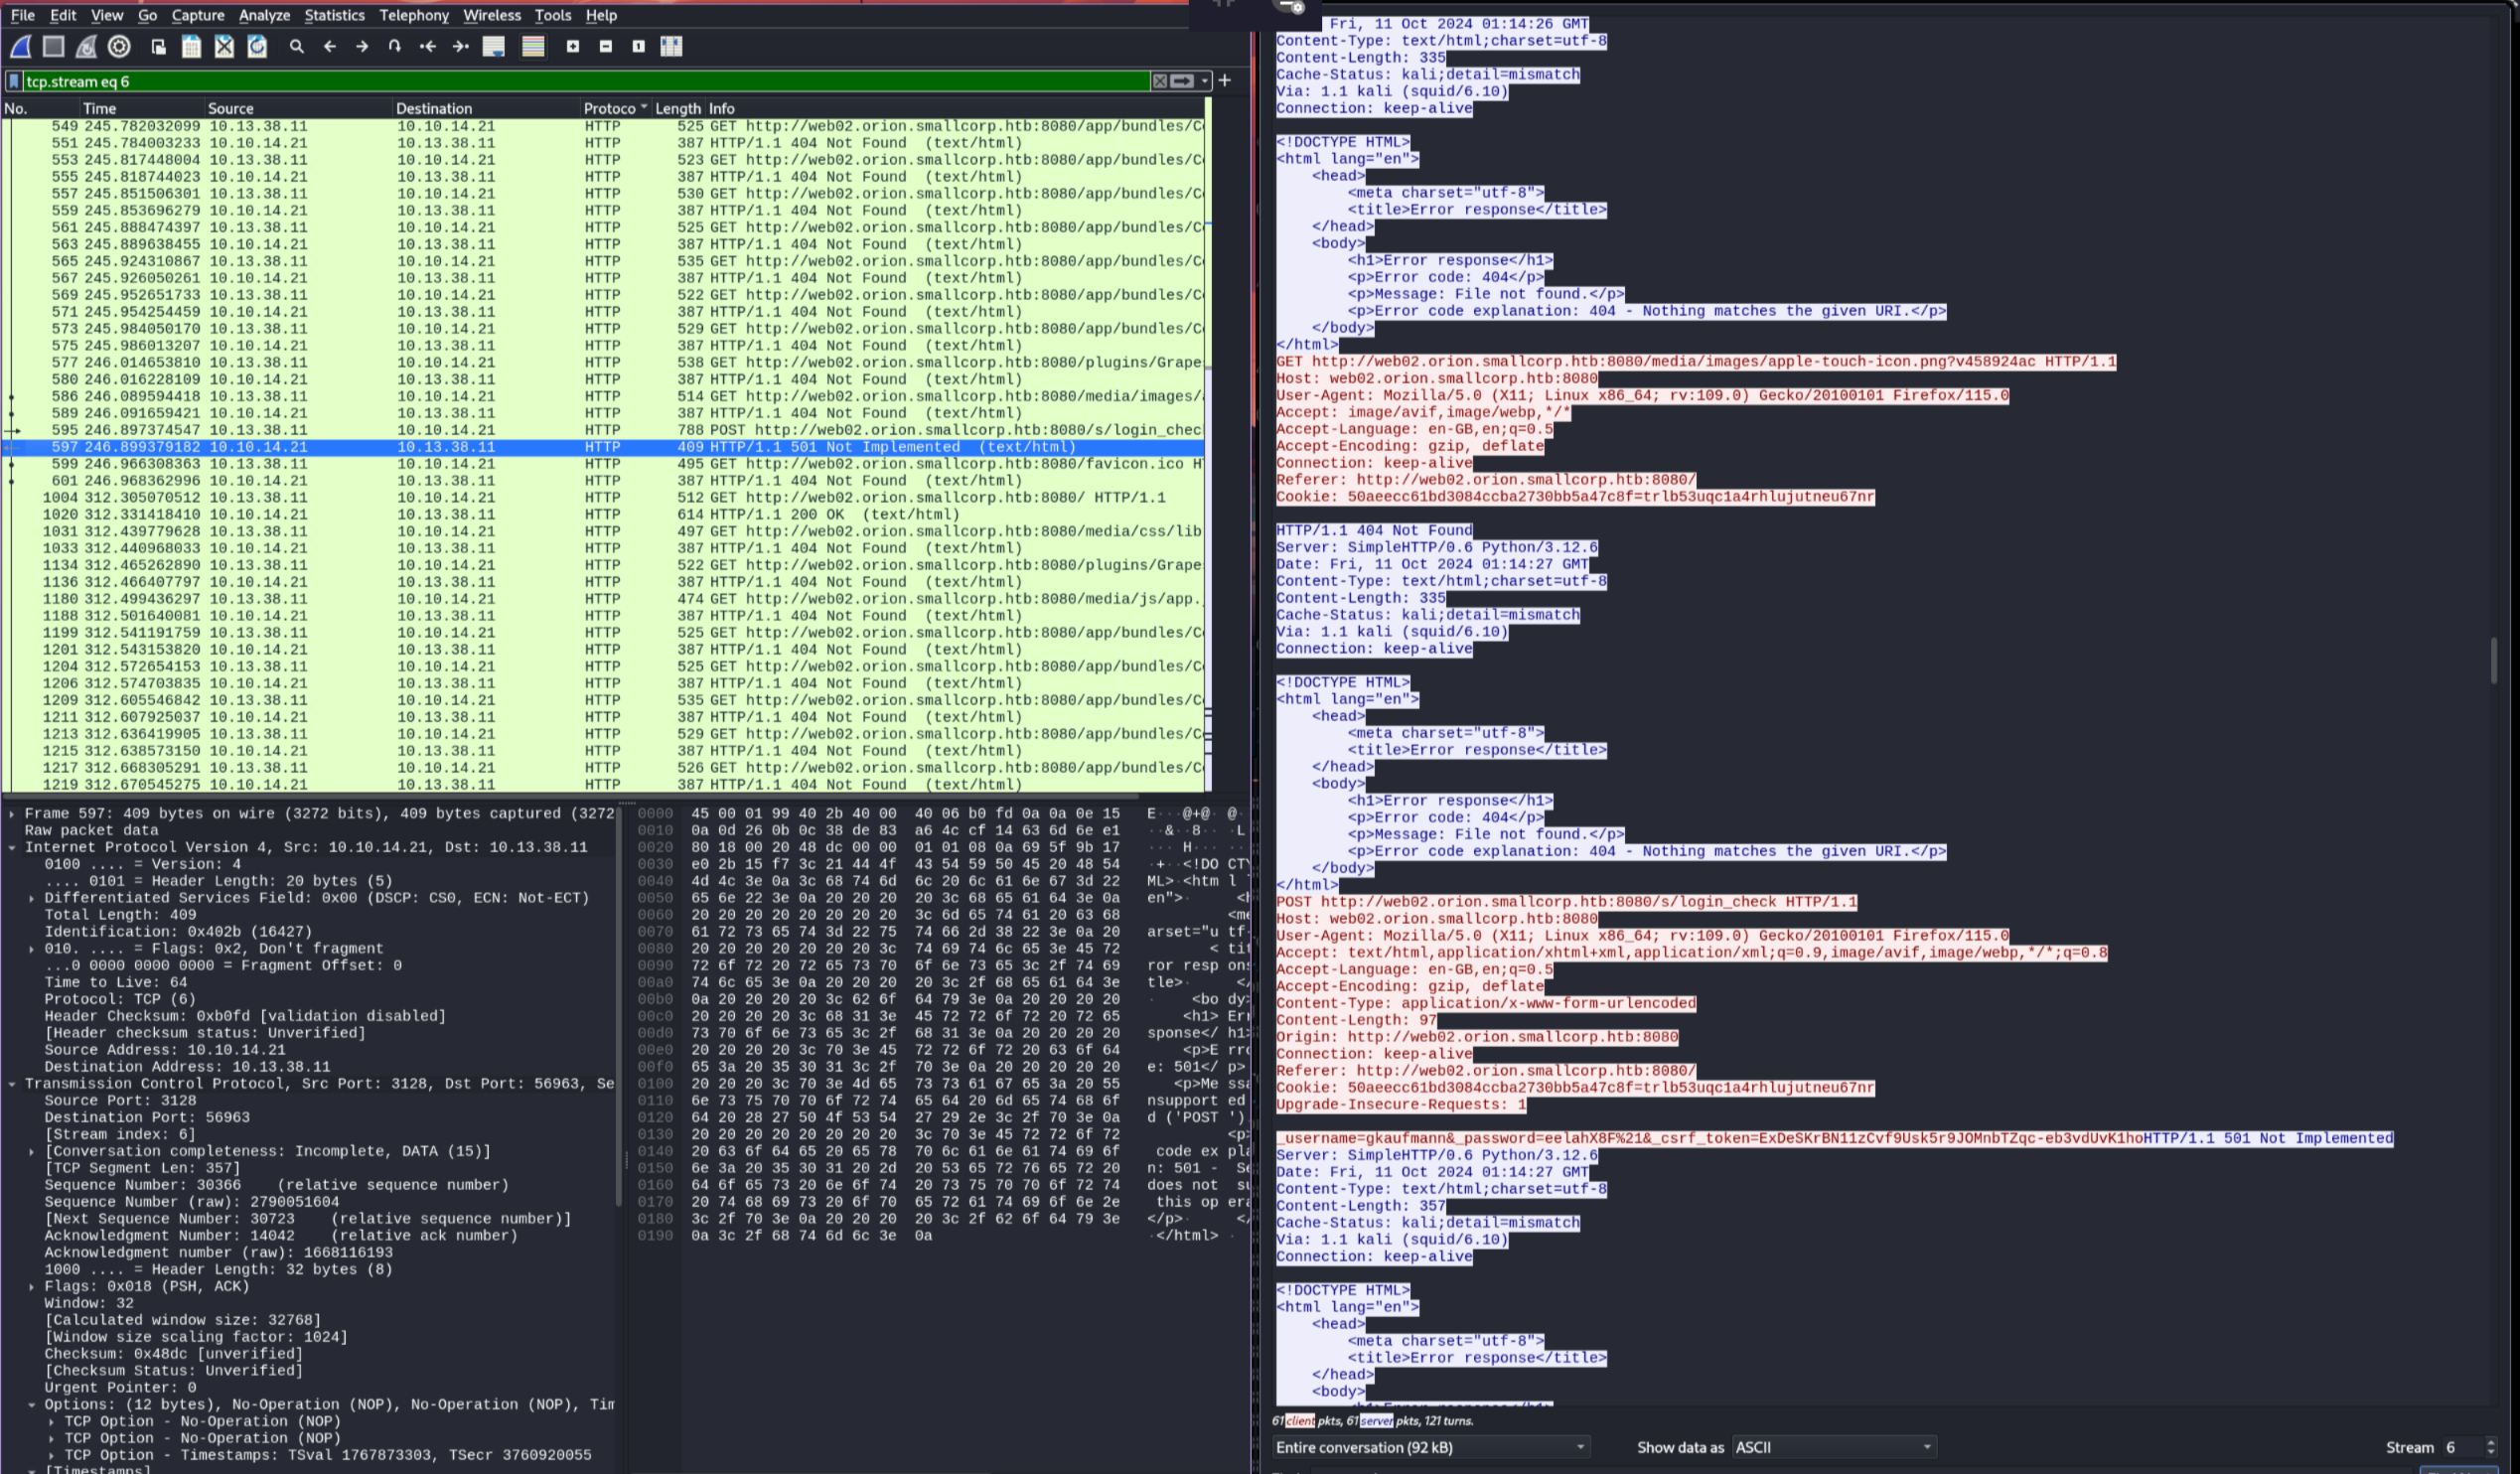 File Edit View Go Capture Analyze Statistics Telephony Wireless Tools Help
tcp.stream eq 6
No. Time Source Destination Protoco Length Info
549 245.782032099 10.13.38.11 10.10.14.21 HTTP 525 GET http://web02.orion.smallcorp.htb:8080/app/bundles/C
551 245.784003233 10.10.14.21 10.13.38.11 HTTP 387 HTTP/1.1 404 Not Found (text/html)
553 245.817448004 10.13.38.11 10.10.14.21 HTTP 523 GET http://web02.orion.smallcorp.htb:8080/app/bundles/C
555 245.818744023 10.10.14.21 10.13.38.11 HTTP 387 HTTP/1.1 404 Not Found (text/html)
557 245.851506301 10.13.38.11 10.10.14.21 HTTP 530 GET http://web02.orion.smallcorp.htb:8080/app/bundles/C
559 245.853696279 10.10.14.21 10.13.38.11 HTTP 387 HTTP/1.1 404 Not Found (text/html)
561 245.888474397 10.13.38.11 10.10.14.21 HTTP 525 GET http://web02.orion.smallcorp.htb:8080/app/bundles/C
563 245.889638455 10.10.14.21 10.13.38.11 HTTP 387 HTTP/1.1 404 Not Found (text/html)
565 245.924310867 10.13.38.11 10.10.14.21 HTTP 535 GET http://web02.orion.smallcorp.htb:8080/app/bundles/C
567 245.926050261 10.10.14.21 10.13.38.11 HTTP 387 HTTP/1.1 404 Not Found (text/html)
569 245.952651733 10.13.38.11 10.10.14.21 HTTP 522 GET http://web02.orion.smallcorp.htb:8080/app/bundles/C
571 245.954254459 10.10.14.21 10.13.38.11 HTTP 387 HTTP/1.1 404 Not Found (text/html)
573 245.984050170 10.13.38.11 10.10.14.21 HTTP 529 GET http://web02.orion.smallcorp.htb:8080/app/bundles/C
575 245.986013207 10.10.14.21 10.13.38.11 HTTP 387 HTTP/1.1 404 Not Found (text/html)
577 246.014653810 10.13.38.11 10.10.14.21 HTTP 538 GET http://web02.orion.smallcorp.htb:8080/plugins/Grape
580 246.016228109 10.10.14.21 10.13.38.11 HTTP 387 HTTP/1.1 404 Not Found (text/html)
586 246.089594418 10.13.38.11 10.10.14.21 HTTP 514 GET http://web02.orion.smallcorp.htb:8080/media/images/
589 246.091659421 10.10.14.21 10.13.38.11 HTTP 387 HTTP/1.1 404 Not Found (text/html)
595 246.897374547 10.13.38.11 10.10.14.21 HTTP 788 POST http://web02.orion.smallcorp.htb:8080/s/login_chec
597 246.899379182 10.10.14.21 10.13.38.11 HTTP 409 HTTP/1.1 501 Not Implemented (text/html)
599 246.966308363 10.13.38.11 10.10.14.21 HTTP 495 GET http://web02.orion.smallcorp.htb:8080/favicon.ico H
601 246.968362996 10.10.14.21 10.13.38.11 HTTP 387 HTTP/1.1 404 Not Found (text/html)
1004 312.305070512 10.13.38.11 10.10.14.21 HTTP 512 GET http://web02.orion.smallcorp.htb:8080/ HTTP/1.1
1020 312.331418410 10.10.14.21 10.13.38.11 HTTP 614 HTTP/1.1 200 OK (text/html)
1031 312.439779628 10.13.38.11 10.10.14.21 HTTP 497 GET http://web02.orion.smallcorp.htb:8080/media/css/lib
1033 312.440968033 10.10.14.21 10.13.38.11 HTTP 387 HTTP/1.1 404 Not Found (text/html)
1134 312.465262890 10.13.38.11 10.10.14.21 HTTP 522 GET http://web02.orion.smallcorp.htb:8080/plugins/Grape
1136 312.466407797 10.10.14.21 10.13.38.11 HTTP 387 HTTP/1.1 404 Not Found (text/html)
1180 312.499436297 10.13.38.11 10.10.14.21 HTTP 474 GET http://web02.orion.smallcorp.htb:8080/media/js/app.
1188 312.501640081 10.10.14.21 10.13.38.11 HTTP 387 HTTP/1.1 404 Not Found (text/html)
1199 312.541191759 10.13.38.11 10.10.14.21 HTTP 525 GET http://web02.orion.smallcorp.htb:8080/app/bundles/C
1201 312.543153820 10.10.14.21 10.13.38.11 HTTP 387 HTTP/1.1 404 Not Found (text/html)
1204 312.572654153 10.13.38.11 10.10.14.21 HTTP 525 GET http://web02.orion.smallcorp.htb:8080/app/bundles/C
1206 312.574703835 10.10.14.21 10.13.38.11 HTTP 387 HTTP/1.1 404 Not Found (text/html)
1209 312.605546842 10.13.38.11 10.10.14.21 HTTP 535 GET http://web02.orion.smallcorp.htb:8080/app/bundles/C
1211 312.607925037 10.10.14.21 10.13.38.11 HTTP 387 HTTP/1.1 404 Not Found (text/html)
1213 312.636419905 10.13.38.11 10.10.14.21 HTTP 529 GET http://web02.orion.smallcorp.htb:8080/app/bundles/C
1215 312.638573150 10.10.14.21 10.13.38.11 HTTP 387 HTTP/1.1 404 Not Found (text/html)
1217 312.668305291 10.13.38.11 10.10.14.21 HTTP 526 GET http://web02.orion.smallcorp.htb:8080/app/bundles/C
1219 312.670545275 10.10.14.21 10.13.38.11 HTTP 387 HTTP/1.1 404 Not Found (text/html)
Frame 597: 409 bytes on wire (3272 bits), 409 bytes captured (3272
Raw packet data
Internet Protocol Version 4, Src: 10.10.14.21, Dst: 10.13.38.11
0100 .... = Version: 4
.... 0101 = Header Length: 20 bytes (5)
Differentiated Services Field: 0x00 (DSCP: CS0, ECN: Not-ECT)
Total Length: 409
Identification: 0x402b (16427)
010. .... = Flags: 0x2, Don't fragment
...0 0000 0000 0000 = Fragment Offset: 0
Time to Live: 64
Protocol: TCP (6)
Header Checksum: 0xb0fd [validation disabled]
[Header checksum status: Unverified]
Source Address: 10.10.14.21
Destination Address: 10.13.38.11
Transmission Control Protocol, Src Port: 3128, Dst Port: 56963, Se
Source Port: 3128
Destination Port: 56963
[Stream index: 6]
[Conversation completeness: Incomplete, DATA (15)]
[TCP Segment Len: 357]
Sequence Number: 30366 (relative sequence number)
Sequence Number (raw): 2790051604
[Next Sequence Number: 30723 (relative sequence number)]
Acknowledgment Number: 14042 (relative ack number)
Acknowledgment number (raw): 1668116193
1000 .... = Header Length: 32 bytes (8)
Flags: 0x018 (PSH, ACK)
Window: 32
[Calculated window size: 32768]
[Window size scaling factor: 1024]
Checksum: 0x48dc [unverified]
[Checksum Status: Unverified]
Urgent Pointer: 0
Options: (12 bytes), No-Operation (NOP), No-Operation (NOP), Tim
TCP Option - No-Operation (NOP)
TCP Option - No-Operation (NOP)
TCP Option - Timestamps: TSval 1767873303, TSecr 3760920055
[Timestamps]
0000 45 00 01 99 40 2b 40 00 40 06 b0 fd 0a 0a 0e 15 E···@+@· @·
0010 0a 0d 26 0b 0c 38 de 83 a6 4c cf 14 63 6d 6e e1 ··&··8·· ·L
0020 80 18 00 20 48 dc 00 00 01 01 08 0a 69 5f 9b 17 ··· H···
0030 e0 2b 15 f7 3c 21 44 4f 43 54 59 50 45 20 48 54 ·+··<!DO CTY
0040 4d 4c 3e 0a 3c 68 74 6d 6c 20 6c 61 6e 67 3d 22 ML>·<htm l
0050 65 6e 22 3e 0a 20 20 20 20 3c 68 65 61 64 3e 0a en">· <h
0060 20 20 20 20 20 20 20 20 3c 6d 65 74 61 20 63 68 <me
0070 61 72 73 65 74 3d 22 75 74 66 2d 38 22 3e 0a 20 arset="u tf-
0080 20 20 20 20 20 20 20 3c 74 69 74 6c 65 3e 45 72 < tit
0090 72 6f 72 20 72 65 73 70 6f 6e 73 65 3c 2f 74 69 ror resp ons
00a0 74 6c 65 3e 0a 20 20 20 20 3c 2f 68 65 61 64 3e tle>· </
00b0 0a 20 20 20 20 3c 62 6f 64 79 3e 0a 20 20 20 20 · <bo dy>
00c0 20 20 20 20 3c 68 31 3e 45 72 72 6f 72 20 72 65 <h1> Err
00d0 73 70 6f 6e 73 65 3c 2f 68 31 3e 0a 20 20 20 20 sponse</ h1>
00e0 20 20 20 20 3c 70 3e 45 72 72 6f 72 20 63 6f 64 <p>E rro
00f0 65 3a 20 35 30 31 3c 2f 70 3e 0a 20 20 20 20 20 e: 501</ p>
0100 20 20 20 3c 70 3e 4d 65 73 73 61 67 65 3a 20 55 <p>Me ssa
0110 6e 73 75 70 70 6f 72 74 65 64 20 6d 65 74 68 6f nsupport ed
0120 64 20 28 27 50 4f 53 54 27 29 2e 3c 2f 70 3e 0a d ('POST ')
0130 20 20 20 20 20 20 20 20 3c 70 3e 45 72 72 6f 72 <p>
0140 20 63 6f 64 65 20 65 78 70 6c 61 6e 61 74 69 6f code ex pla
0150 6e 3a 20 35 30 31 20 2d 20 53 65 72 76 65 72 20 n: 501 - Se
0160 64 6f 65 73 20 6e 6f 74 20 73 75 70 70 6f 72 74 does not su
0170 20 74 68 69 73 20 6f 70 65 72 61 74 69 6f 6e 2e this op era
0180 3c 2f 70 3e 0a 20 20 20 20 3c 2f 62 6f 64 79 3e </p>· </
0190 0a 3c 2f 68 74 6d 6c 3e 0a ·</html> ·
Fri, 11 Oct 2024 01:14:26 GMT
Content-Type: text/html;charset=utf-8
Content-Length: 335
Cache-Status: kali;detail=mismatch
Via: 1.1 kali (squid/6.10)
Connection: keep-alive
<!DOCTYPE HTML>
<html lang="en">
<head>
<meta charset="utf-8">
<title>Error response</title>
</head>
<body>
<h1>Error response</h1>
<p>Error code: 404</p>
<p>Message: File not found.</p>
<p>Error code explanation: 404 - Nothing matches the given URI.</p>
</body>
</html>
GET http://web02.orion.smallcorp.htb:8080/media/images/apple-touch-icon.png?v458924ac HTTP/1.1
Host: web02.orion.smallcorp.htb:8080
User-Agent: Mozilla/5.0 (X11; Linux x86_64; rv:109.0) Gecko/20100101 Firefox/115.0
Accept: image/avif,image/webp,*/*
Accept-Language: en-GB,en;q=0.5
Accept-Encoding: gzip, deflate
Connection: keep-alive
Referer: http://web02.orion.smallcorp.htb:8080/
Cookie: 50aeecc61bd3084ccba2730bb5a47c8f=trlb53uqc1a4rhlujutneu67nr
HTTP/1.1 404 Not Found
Server: SimpleHTTP/0.6 Python/3.12.6
Date: Fri, 11 Oct 2024 01:14:27 GMT
Content-Type: text/html;charset=utf-8
Content-Length: 335
Cache-Status: kali;detail=mismatch
Via: 1.1 kali (squid/6.10)
Connection: keep-alive
<!DOCTYPE HTML>
<html lang="en">
<head>
<meta charset="utf-8">
<title>Error response</title>
</head>
<body>
<h1>Error response</h1>
<p>Error code: 404</p>
<p>Message: File not found.</p>
<p>Error code explanation: 404 - Nothing matches the given URI.</p>
</body>
</html>
POST http://web02.orion.smallcorp.htb:8080/s/login_check HTTP/1.1
Host: web02.orion.smallcorp.htb:8080
User-Agent: Mozilla/5.0 (X11; Linux x86_64; rv:109.0) Gecko/20100101 Firefox/115.0
Accept: text/html,application/xhtml+xml,application/xml;q=0.9,image/avif,image/webp,*/*;q=0.8
Accept-Language: en-GB,en;q=0.5
Accept-Encoding: gzip, deflate
Content-Type: application/x-www-form-urlencoded
Content-Length: 97
Origin: http://web02.orion.smallcorp.htb:8080
Connection: keep-alive
Referer: http://web02.orion.smallcorp.htb:8080/
Cookie: 50aeecc61bd3084ccba2730bb5a47c8f=trlb53uqc1a4rhlujutneu67nr
Upgrade-Insecure-Requests: 1
_username=gkaufmann&_password=eelahX8F%21&_csrf_token=ExDeSKrBN11zCvf9Usk5r9JOMnbTZqc-eb3vdUvK1hoHTTP/1.1 501 Not Implemented
Server: SimpleHTTP/0.6 Python/3.12.6
Date: Fri, 11 Oct 2024 01:14:27 GMT
Content-Type: text/html;charset=utf-8
Content-Length: 357
Cache-Status: kali;detail=mismatch
Via: 1.1 kali (squid/6.10)
Connection: keep-alive
<!DOCTYPE HTML>
<html lang="en">
<head>
<meta charset="utf-8">
<title>Error response</title>
</head>
<body>
61 client pkts, 61 server pkts, 121 turns.
Entire conversation (92 kB) Show data as ASCII Stream 6